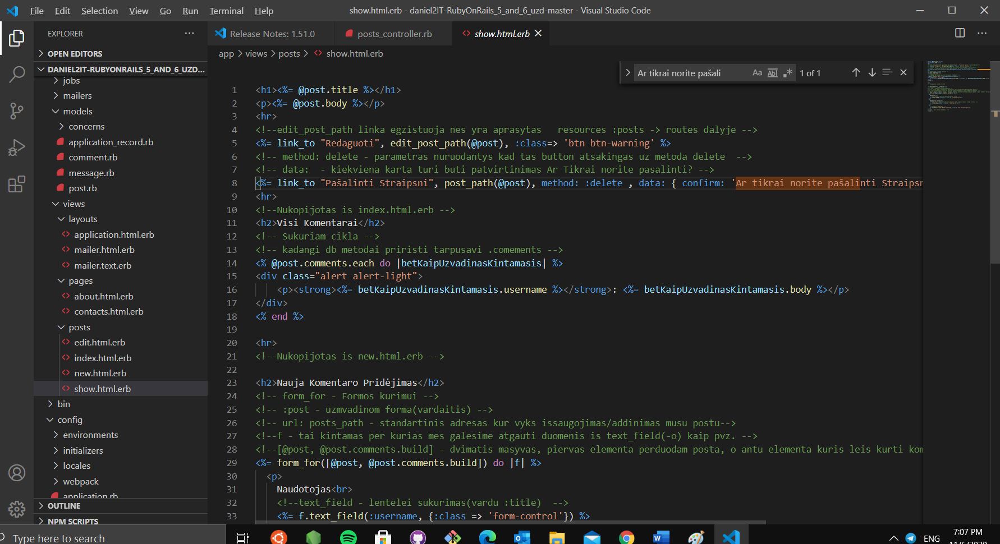 File Edit Selection View Go Run Terminal Help
show.html.erb - daniel2IT-RubyOnRails_5_and_6_uzd-master - Visual Studio Code
EXPLORER
OPEN EDITORS
DANIEL2IT-RUBYONRAILS_5_AND_6_UZD...
jobs
mailers
models
concerns
application_record.rb
comment.rb
message.rb
post.rb
views
layouts
application.html.erb
mailer.html.erb
mailer.text.erb
pages
about.html.erb
contacts.html.erb
posts
edit.html.erb
index.html.erb
new.html.erb
show.html.erb
bin
config
environments
initializers
locales
webpack
application.rb
OUTLINE
NPM SCRIPTS
Release Notes: 1.51.0
posts_controller.rb
show.html.erb
app > views > posts > show.html.erb
Ar tikrai norite pašali Aa Abl .* 1 of 1
1 <h1><%= @post.title %></h1>
2 <p><%= @post.body %></p>
3 <hr>
4 <!--edit_post_path linka egzistuoja nes yra aprasytas   resources :posts -> routes dalyje -->
5 <%= link_to "Redaguoti", edit_post_path(@post), :class=> 'btn btn-warning' %>
6 <!-- method: delete - parametras nuruodantys kad tas button atsakingas uz metoda delete  -->
7 <!-- data:  - kiekviena karta turi buti patvirtinimas Ar Tikrai norite pasalinti? -->
8 <%= link_to "Pašalinti Straipsni", post_path(@post), method: :delete , data: { confirm: 'Ar tikrai norite pašalinti Straipsn
9 <hr>
10 <!--Nukopijotas is index.html.erb -->
11 <h2>Visi Komentarai</h2>
12 <!-- Sukuriam cikla -->
13 <!-- kadangi db metodai priristi tarpusavi .comements -->
14 <% @post.comments.each do |betKaipUzvadinasKintamasis| %>
15 <div class="alert alert-light">
16 <p><strong><%= betKaipUzvadinasKintamasis.username %></strong>: <%= betKaipUzvadinasKintamasis.body %></p>
17 </div>
18 <% end %>
19
20 <hr>
21 <!--Nukopijotas is new.html.erb -->
22
23 <h2>Nauja Komentaro Pridėjimas</h2>
24 <!-- form_for - Formos kurimui -->
25 <!-- :post - uzmvadinom forma(vardaitis) -->
26 <!-- url: posts_path - standartinis adresas kur vyks issaugojimas/addinimas musu postu-->
27 <!--f - tai kintamas per kurias mes galesime atgauti duomenis is text_field(-o) kaip pvz. -->
28 <!--[@post, @post.comments.build] - dvimatis masyvas, piervas elementa perduodam posta, o antu elementa kuris leis kurti kom
29 <%= form_for([@post, @post.comments.build]) do |f| %>
30 <p>
31 Naudotojas<br>
32 <!--text_field - lentelei sukurimas(vardu :title)  -->
33 <%= f.text_field(:username, {:class => 'form-control'}) %>
Type here to search
ENG
7:07 PM
11/6/2020